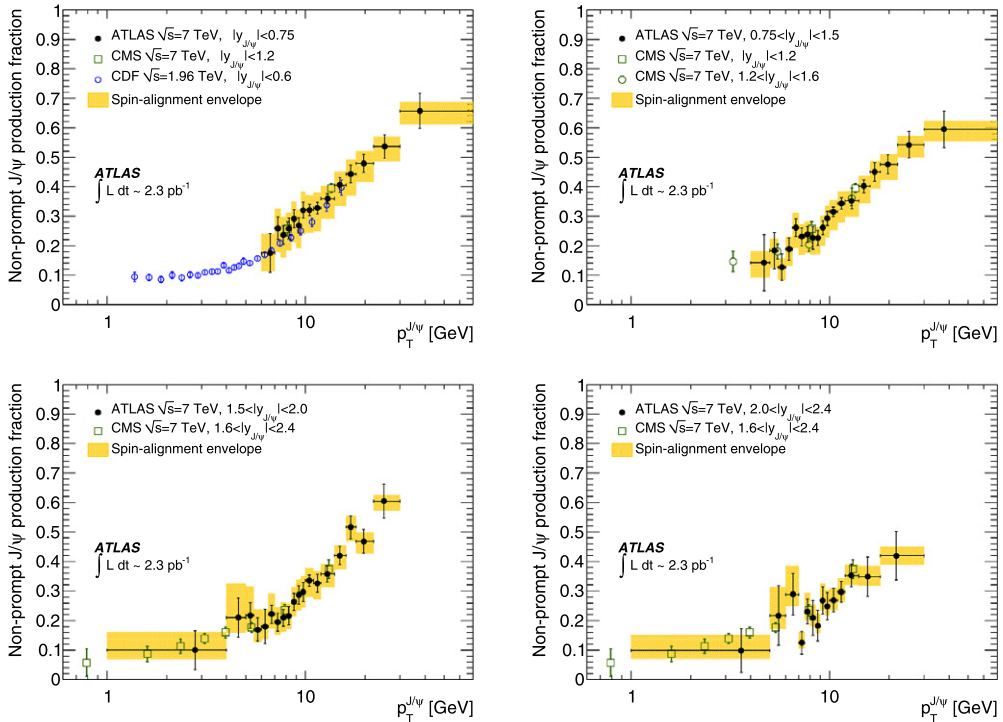 Non-prompt J/ψ production fraction
1
0.9
0.8
0.7
0.6
0.5
0.4
0.3
0.2
0.1
0
ATLAS √s=7 TeV, |y_J/ψ|<0.75
CMS √s=7 TeV, |y_J/ψ|<1.2
CDF √s=1.96 TeV, |y_J/ψ|<0.6
Spin-alignment envelope
ATLAS
∫ L dt ~ 2.3 pb⁻¹
1 10
p_T^J/ψ [GeV]
Non-prompt J/ψ production fraction
1
0.9
0.8
0.7
0.6
0.5
0.4
0.3
0.2
0.1
0
ATLAS √s=7 TeV, 0.75<|y_J/ψ|<1.5
CMS √s=7 TeV, |y_J/ψ|<1.2
CMS √s=7 TeV, 1.2<|y_J/ψ|<1.6
Spin-alignment envelope
ATLAS
∫ L dt ~ 2.3 pb⁻¹
1 10
p_T^J/ψ [GeV]
Non-prompt J/ψ production fraction
1
0.9
0.8
0.7
0.6
0.5
0.4
0.3
0.2
0.1
0
ATLAS √s=7 TeV, 1.5<|y_J/ψ|<2.0
CMS √s=7 TeV, 1.6<|y_J/ψ|<2.4
Spin-alignment envelope
ATLAS
∫ L dt ~ 2.3 pb⁻¹
1 10
p_T^J/ψ [GeV]
Non-prompt J/ψ production fraction
1
0.9
0.8
0.7
0.6
0.5
0.4
0.3
0.2
0.1
0
ATLAS √s=7 TeV, 2.0<|y_J/ψ|<2.4
CMS √s=7 TeV, 1.6<|y_J/ψ|<2.4
Spin-alignment envelope
ATLAS
∫ L dt ~ 2.3 pb⁻¹
1 10
p_T^J/ψ [GeV]